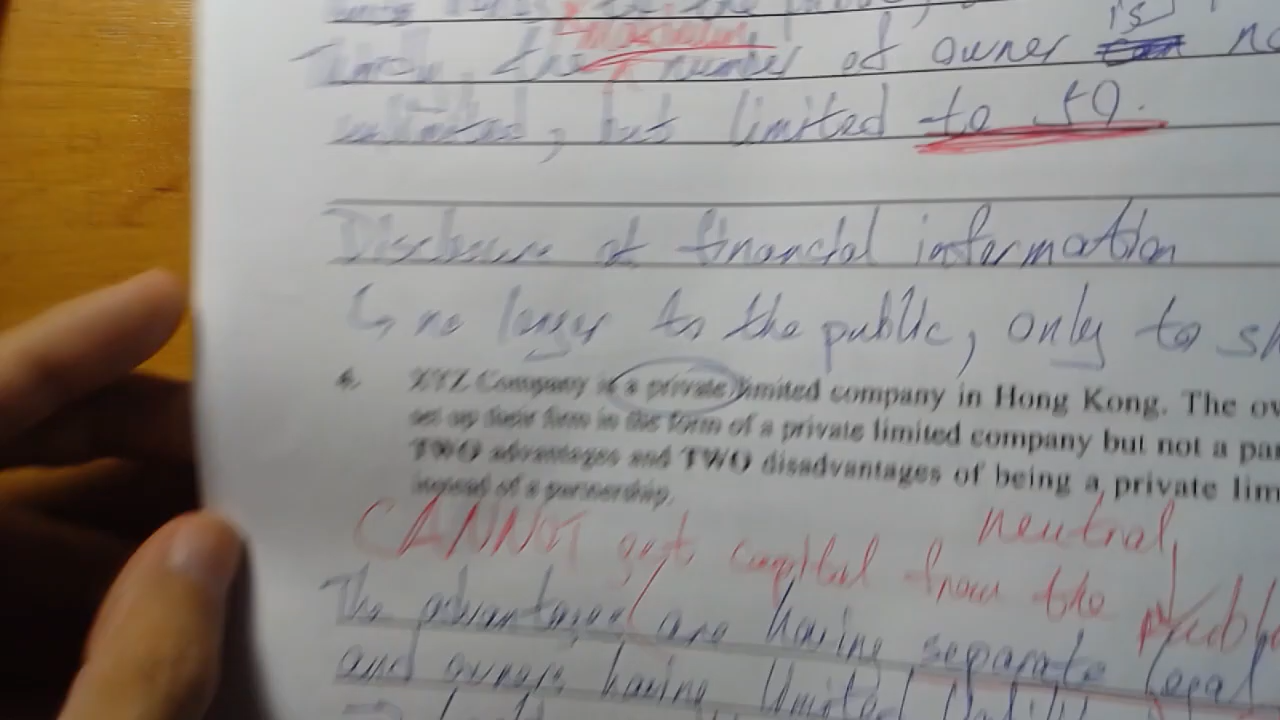 maximum
is
the number of owner no
unlimited, but limited to 50.
Disclosure of financial information
↳ no longer to the public, only to sh
XYZ Company is a private limited company in Hong Kong. The ow
set up their firm in the form of a private limited company but not a par
TWO advantages and TWO disadvantages of being a private lim
instead of a partnership.
neutral,
CANNOT get capital from the public
The advantages are having separate legal
and owners having limited liability